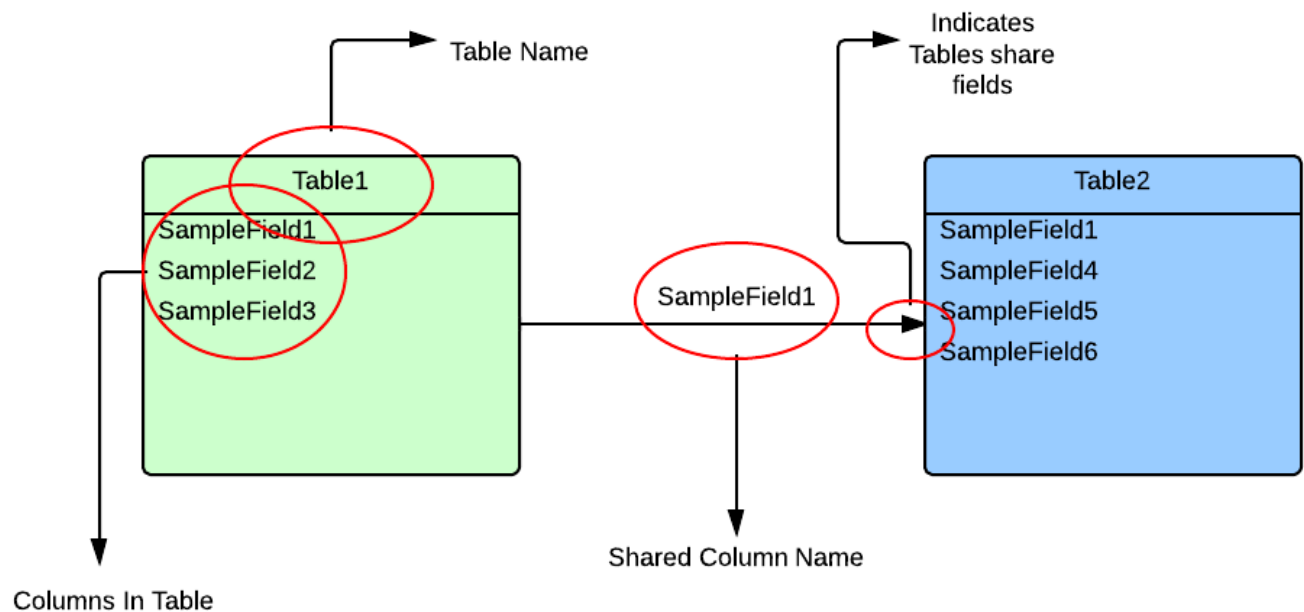 Indicates
Tables share
fields
Table Name
Table1
SampleField1
SampleField2
SampleField3
SampleField1
Table2
SampleField1
SampleField4
SampleField5
SampleField6
Shared Column Name
Columns In Table